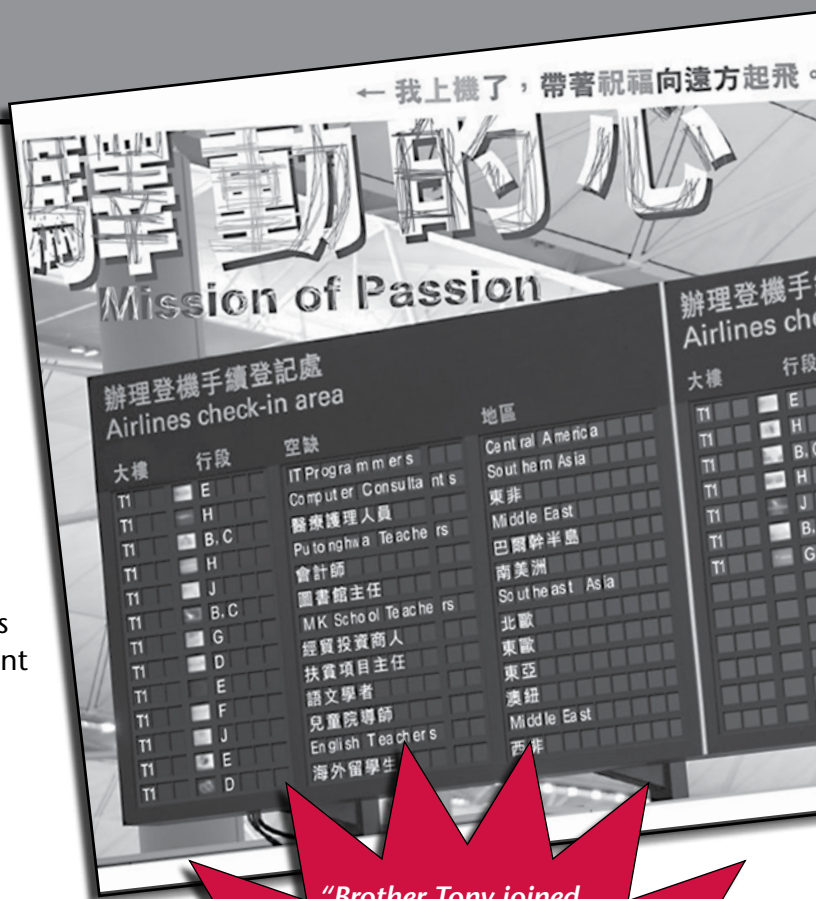 ← 我上機了，帶著祝福向遠方起飛。
驛動的心
Mission of Passion
辦理登機手續登記處
Airlines check-in area
大樓 行段 空缺 地區
T1 E IT Programmers Central America
T1 H Computer Consultants Southern Asia
T1 B, C 醫療護理人員 東非
T1 H Putonghwa Teachers Middle East
T1 J 會計師 巴爾幹半島
T1 B, C 圖書館主任 南美洲
T1 G MK School Teachers Southeast Asia
T1 D 經貿投資商人 北歐
T1 E 扶貧項目主任 東歐
T1 F 語文學者 東亞
T1 J 兒童院導師 澳紐
T1 E English Teachers Middle East
T1 D 海外留學生 西非
辦理登機手
Airlines che
大樓 行段
T1 E
T1 H
T1 B, C
T1 H
T1 J
T1 B,
T1 G
s
nt
"Brother Tony joined